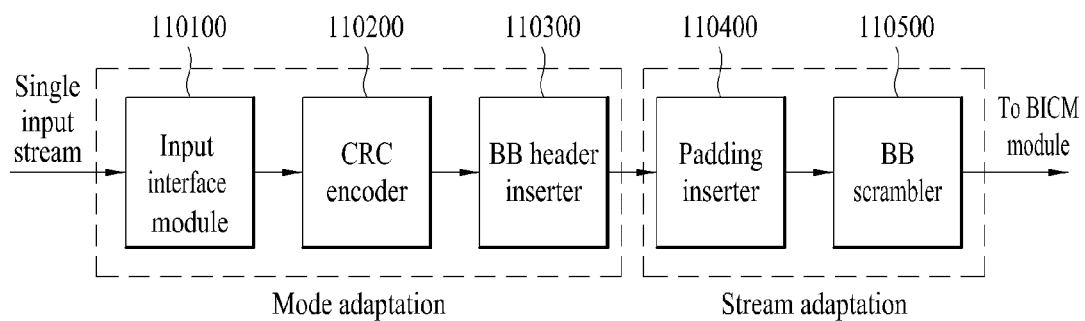 110100
110200
110300
110400
110500
Single
input
stream
Input
interface
module
CRC
encoder
BB header
inserter
Padding
inserter
BB
scrambler
To BICM
module
Mode adaptation
Stream adaptation